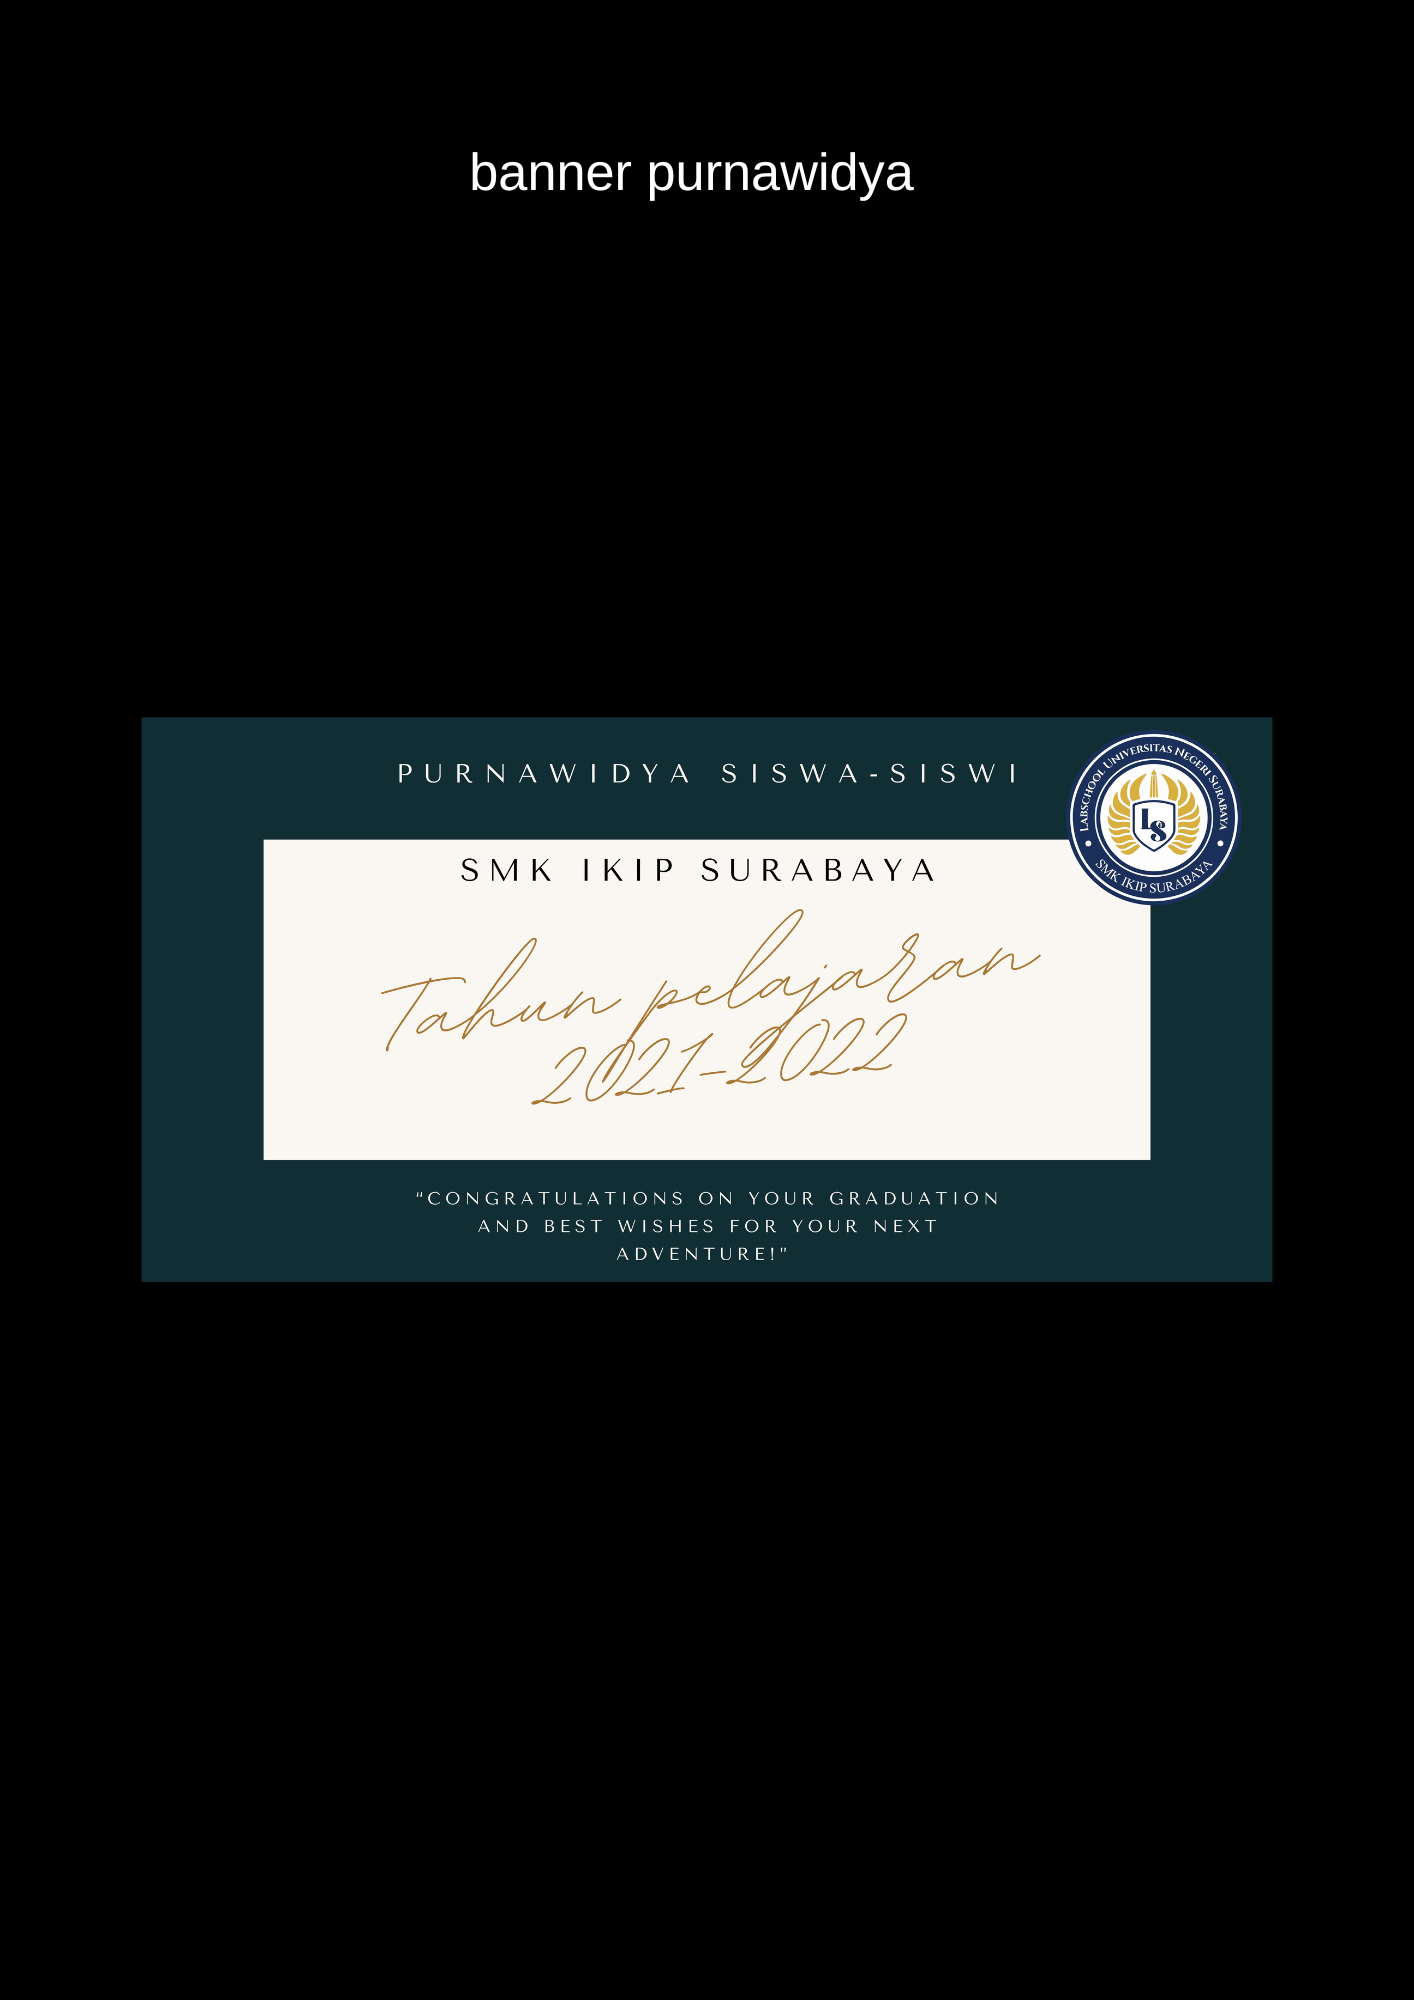 banner purnawidya
PURNAWIDYA SISWA-SISWI
LABSCHOOL UNIVERSITAS NEGERI SURABAYA
LS
SMK IKIP SURABAYA
SMK IKIP SURABAYA
Tahun pelajaran
2021-2022
"CONGRATULATIONS ON YOUR GRADUATION
AND BEST WISHES FOR YOUR NEXT
ADVENTURE!"